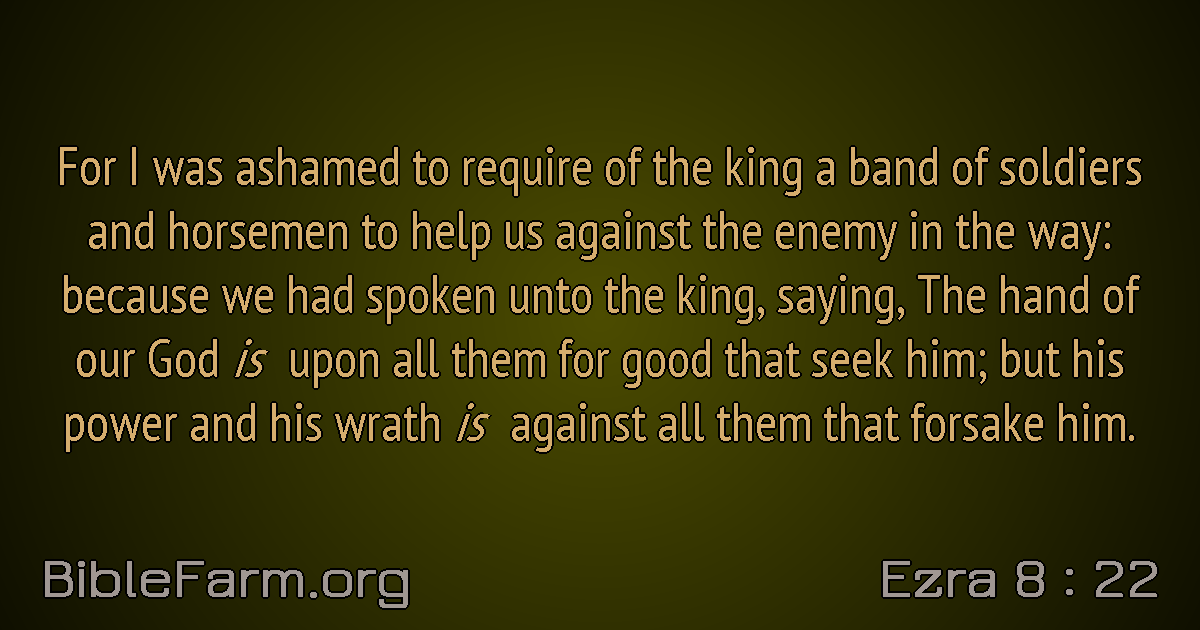 For I was ashamed to require of the king a band of soldiers
and horsemen to help us against the enemy in the way:
because we had spoken unto the king, saying, The hand of
our God is upon all them for good that seek him; but his
power and his wrath is against all them that forsake him.
BibleFarm.org
Ezra 8 : 22